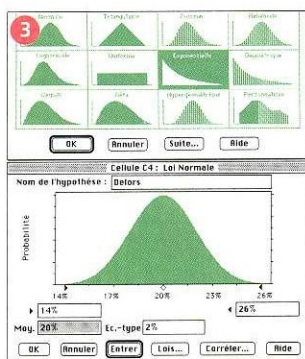 3
Normale
Triangulaire
Poisson
Binomiale
Lognormale
Uniforme
Exponentielle
Géométrique
Weibull
Béta
Hypergéométrique
OK Annuler Suite... Aide
Cellule C4 : Loi Normale
Nom de l'hypothèse : Delors
Probabilité
14% 17% 20% 23% 26%
14% 26%
Moy. 20% Ec.-type 2%
OK Annuler Entrer Lois... Corréler... Aide